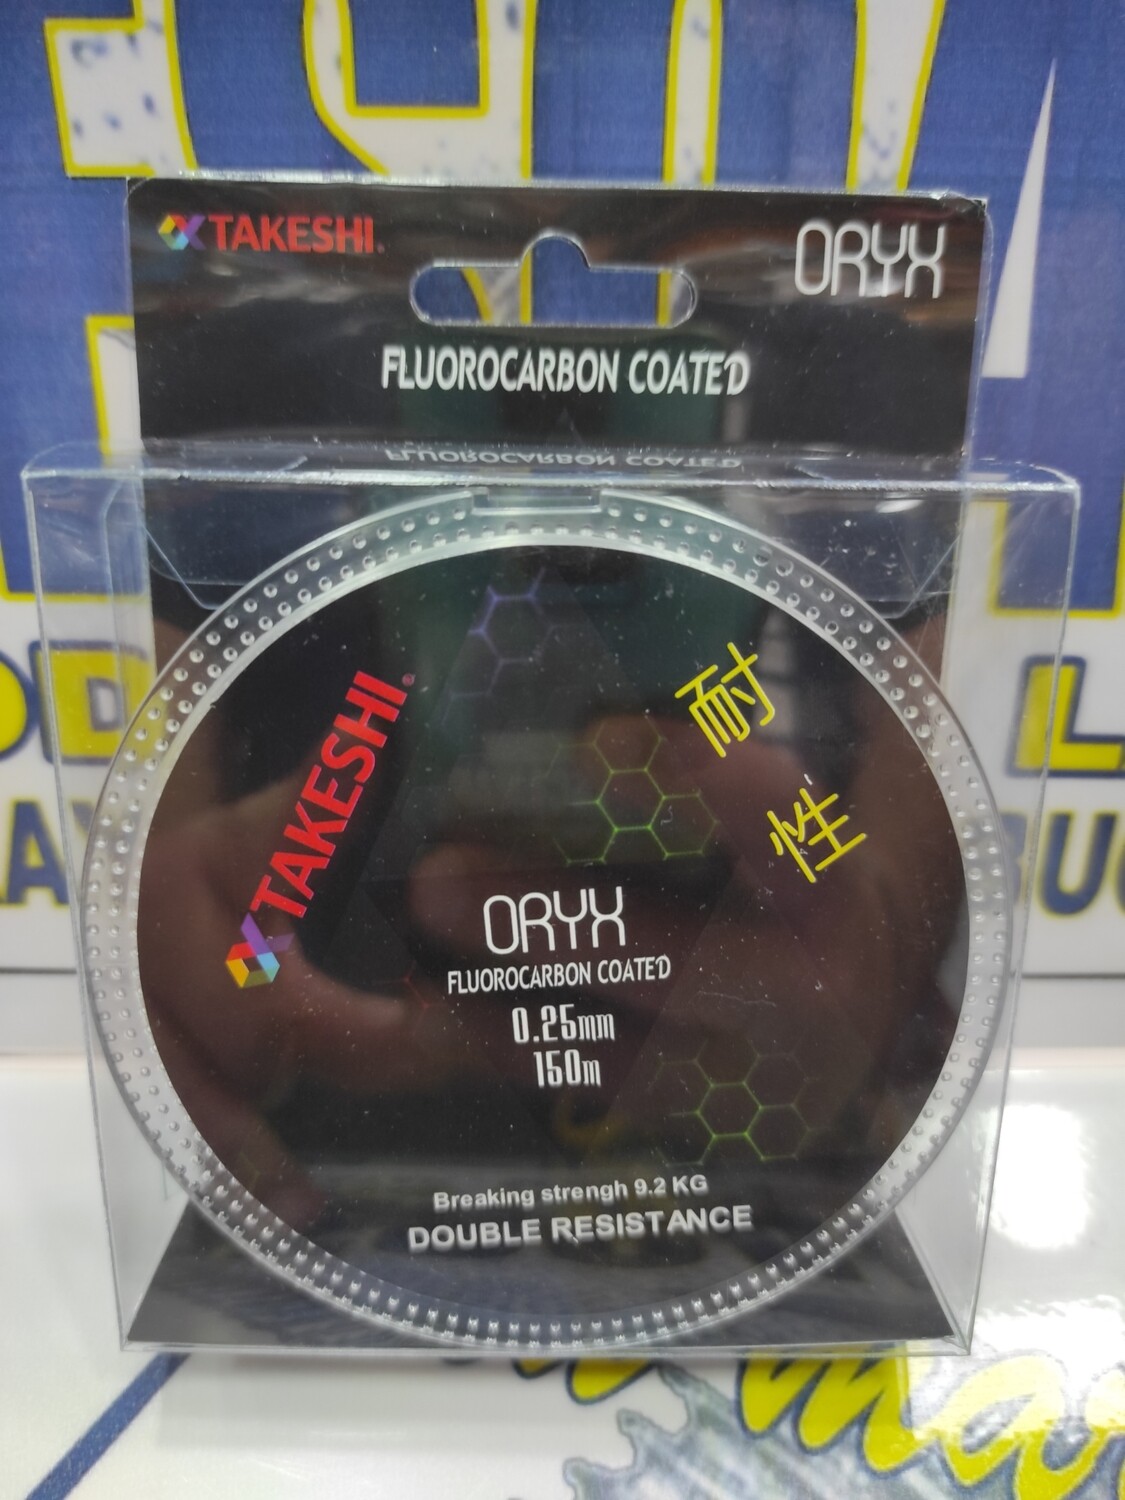 TAKESHI
ORYX
FLUOROCARBON COATED
FLUOROCARBON COATED
TAKESHI®
耐
性
ORYX
FLUOROCARBON COATED
0.25mm
150m
Breaking strengh 9.2 KG
DOUBLE RESISTANCE